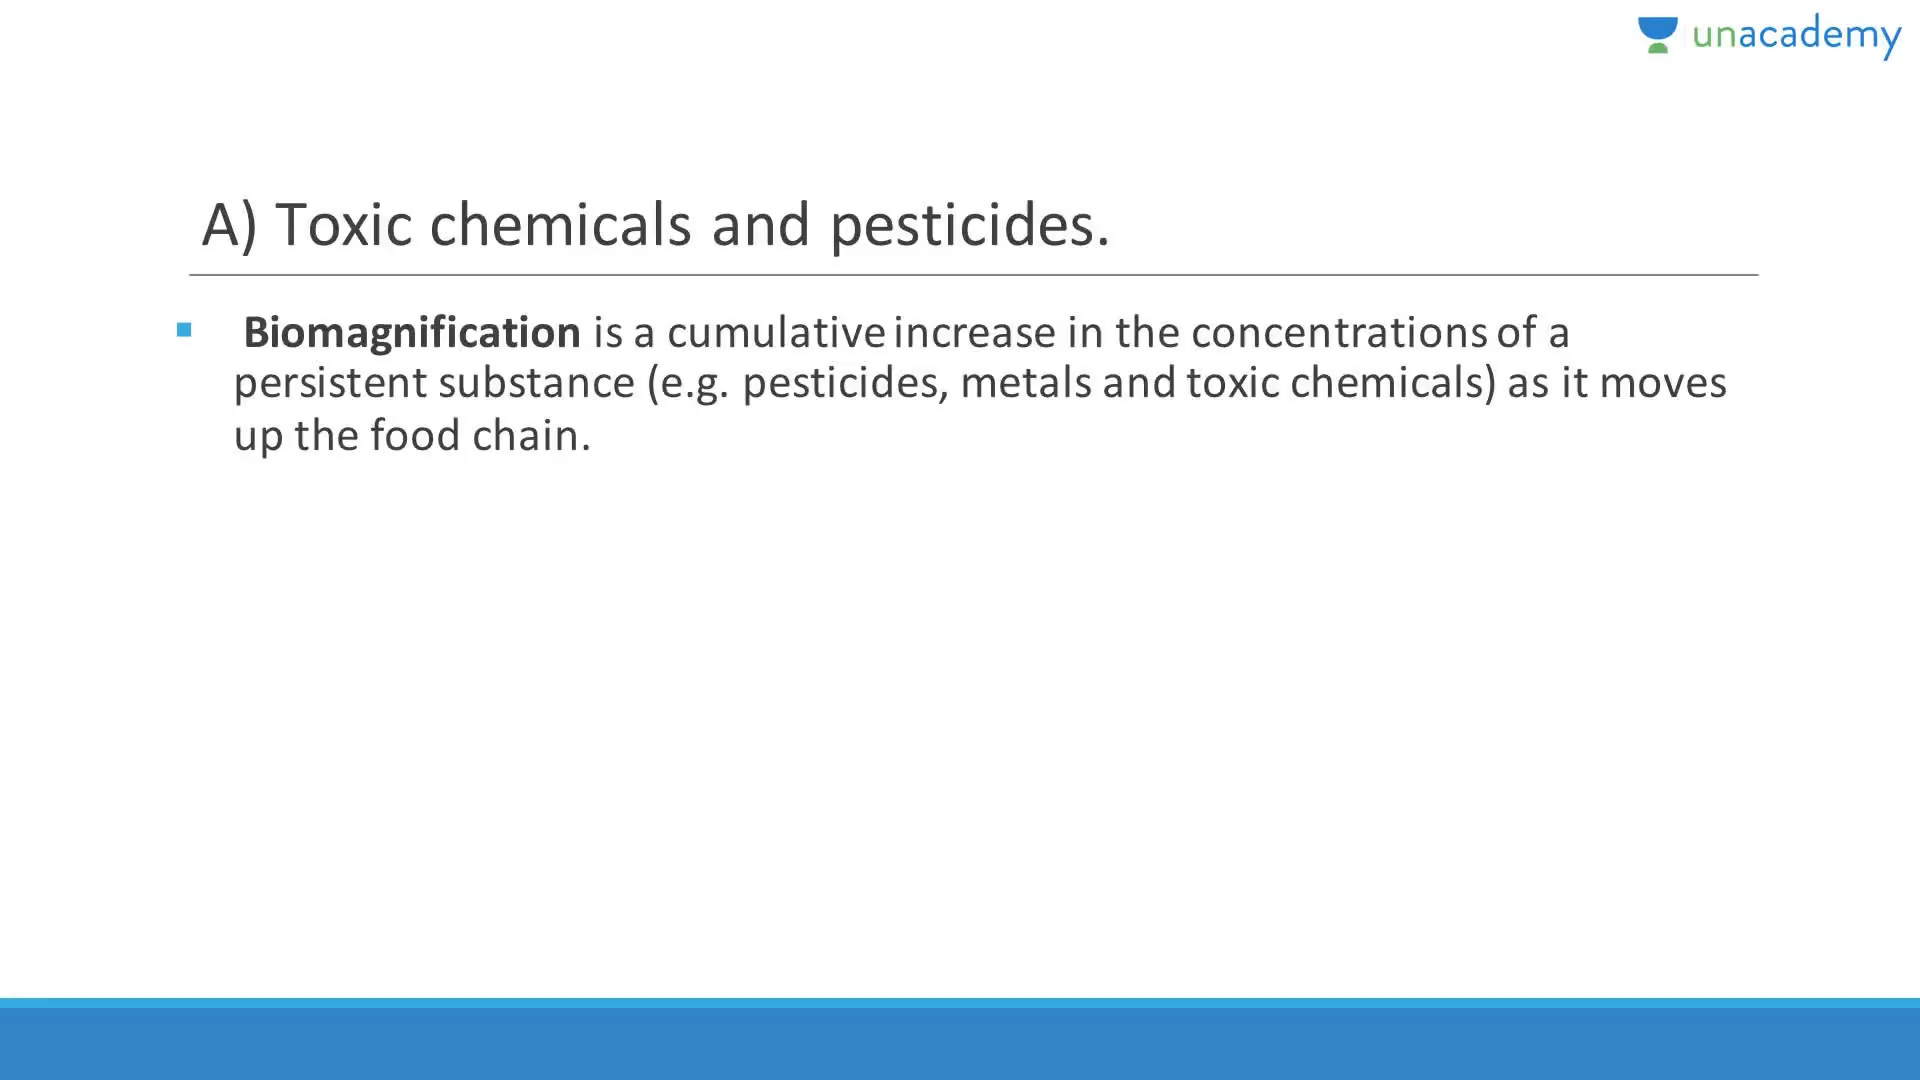 unacademy
A) Toxic chemicals and pesticides.
Biomagnification is a cumulative increase in the concentrations of a
persistent substance (e.g. pesticides, metals and toxic chemicals) as it moves
up the food chain.